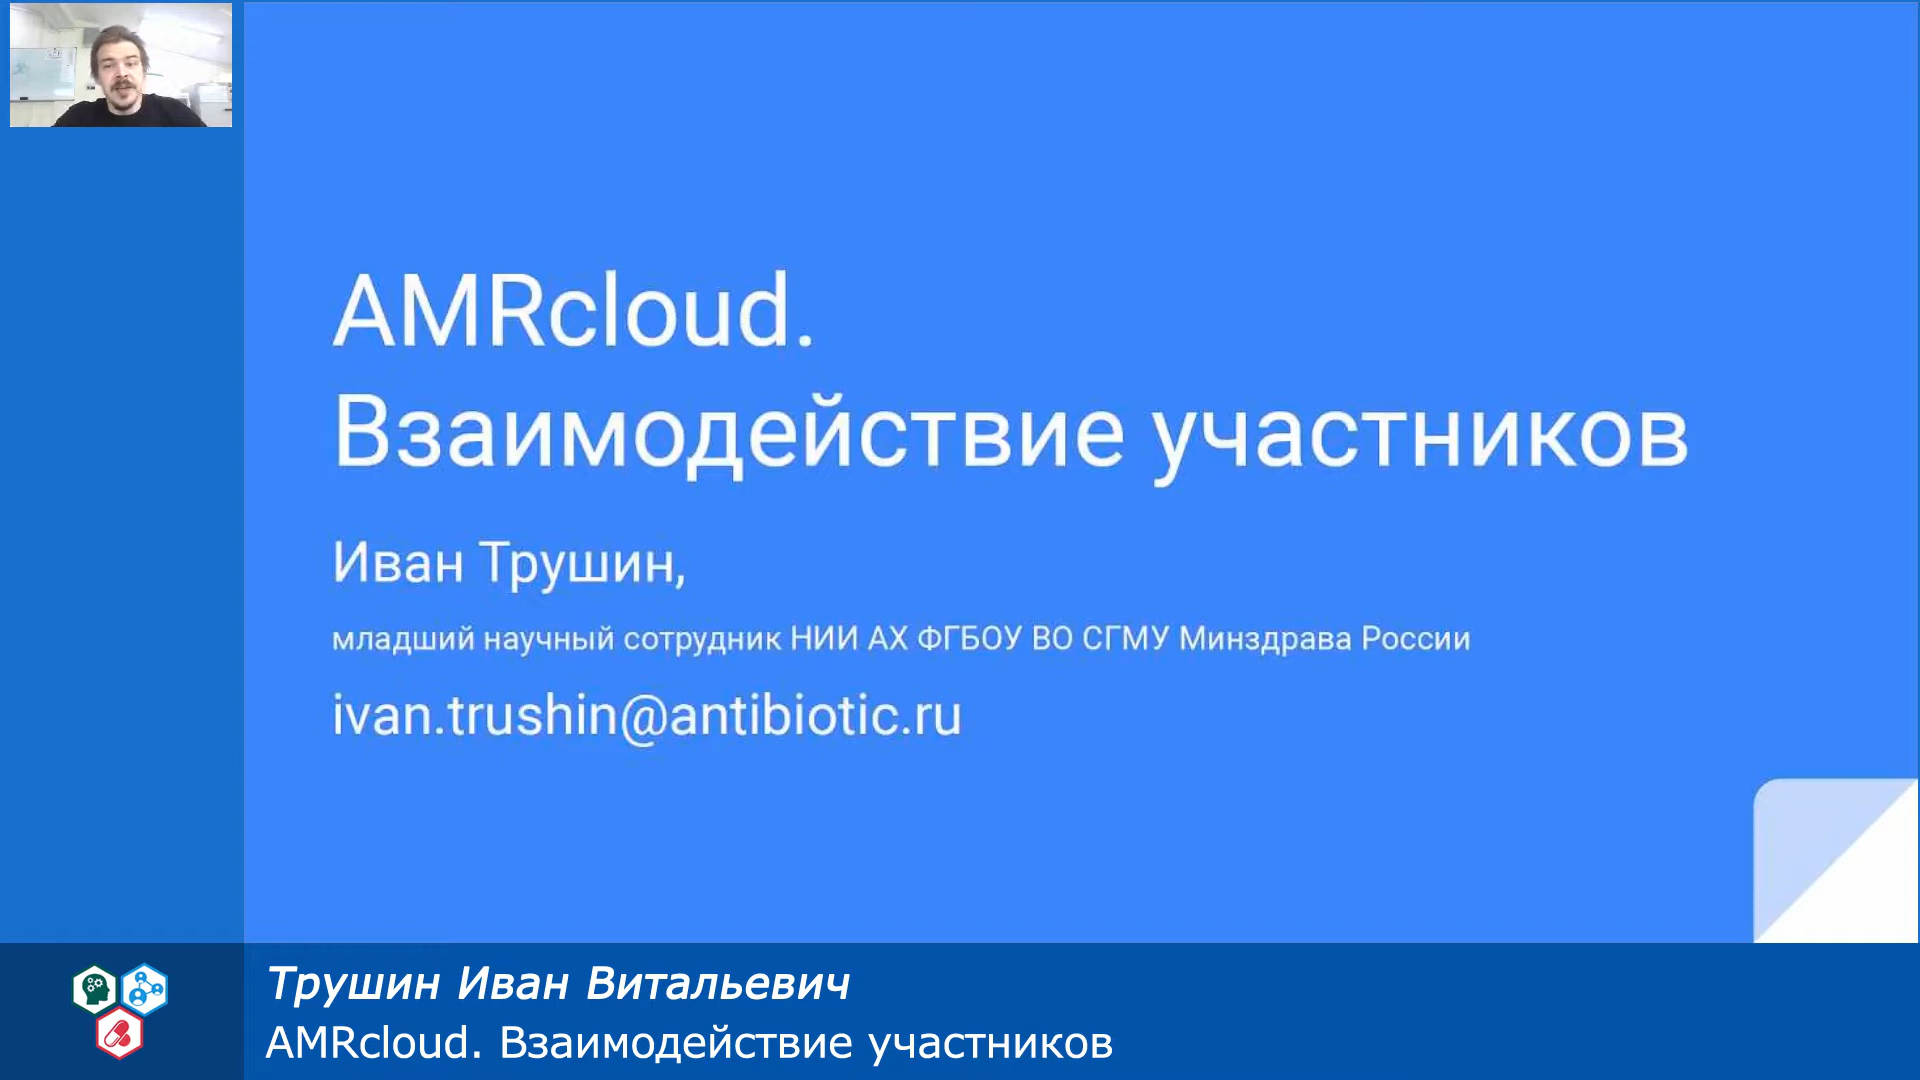 AMRcloud.
Взаимодействие участников
Иван Трушин,
младший научный сотрудник НИИ АХ ФГБОУ ВО СГМУ Минздрава России
ivan.trushin@antibiotic.ru
Трушин Иван Витальевич
AMRcloud. Взаимодействие участников